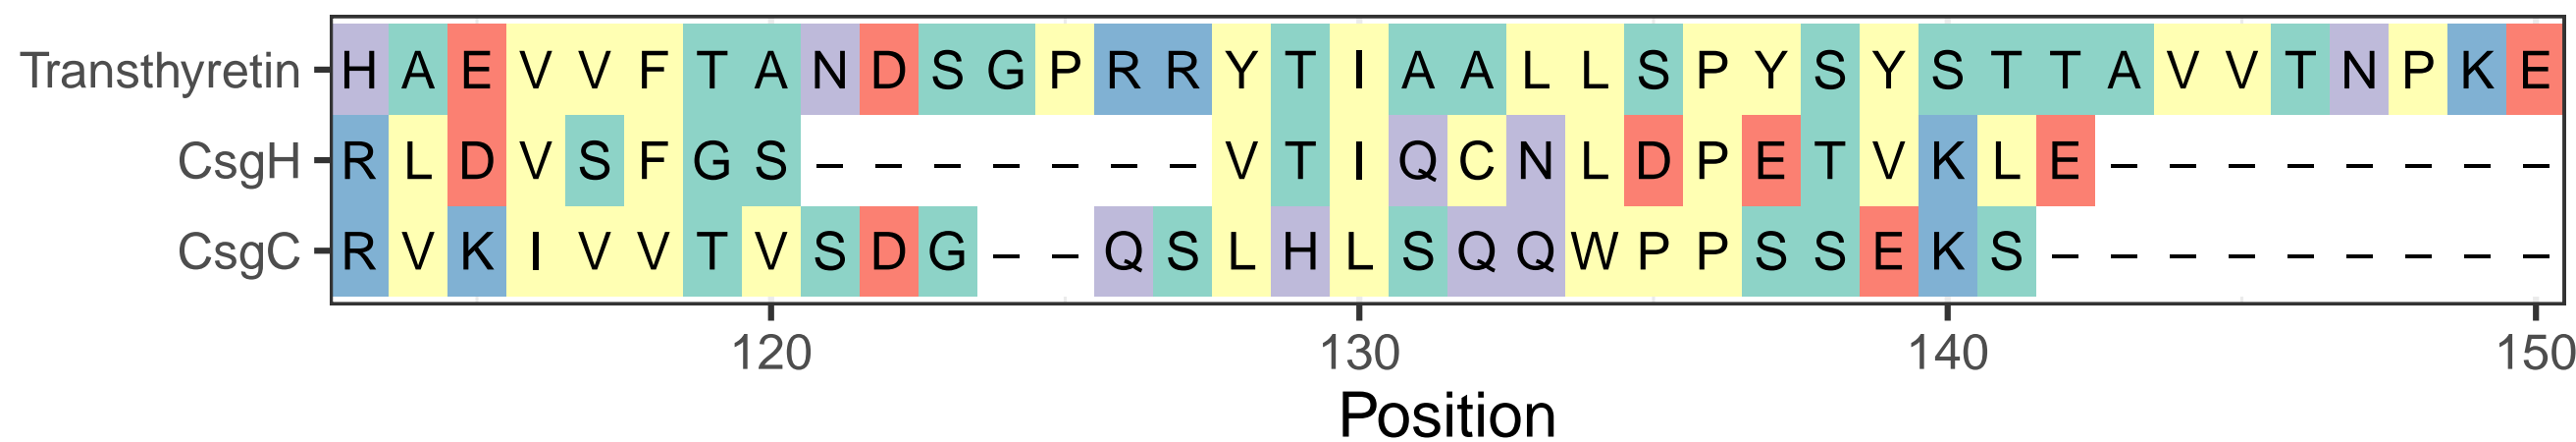 Transthyretin H A E V V F T A N D S G P R R Y T I A A L L S P Y S Y S T T A V V T N P K E
CsgH R L D V S F G S - - - - - - - V T I Q C N L D P E T V K L E - - - - - - - -
CsgC R V K I V V T V S D G - - Q S L H L S Q Q W P P S S E K S - - - - - - - - -
120 130 140 150
Position